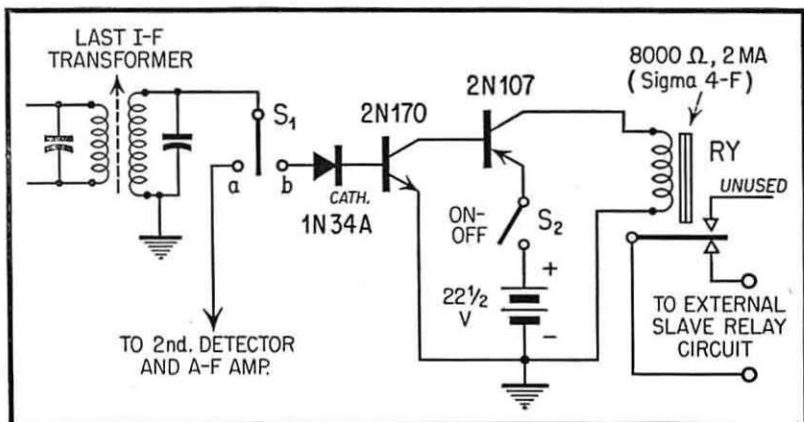 LAST I-F
TRANSFORMER
S₁
a
b
CATH.
1N34A
2N170
2N107
8000 Ω, 2 MA
(Sigma 4-F)
RY
UNUSED
ON-
OFF
S₂
+
22½
V
−
TO EXTERNAL
SLAVE RELAY
CIRCUIT
TO 2nd. DETECTOR
AND A-F AMP.